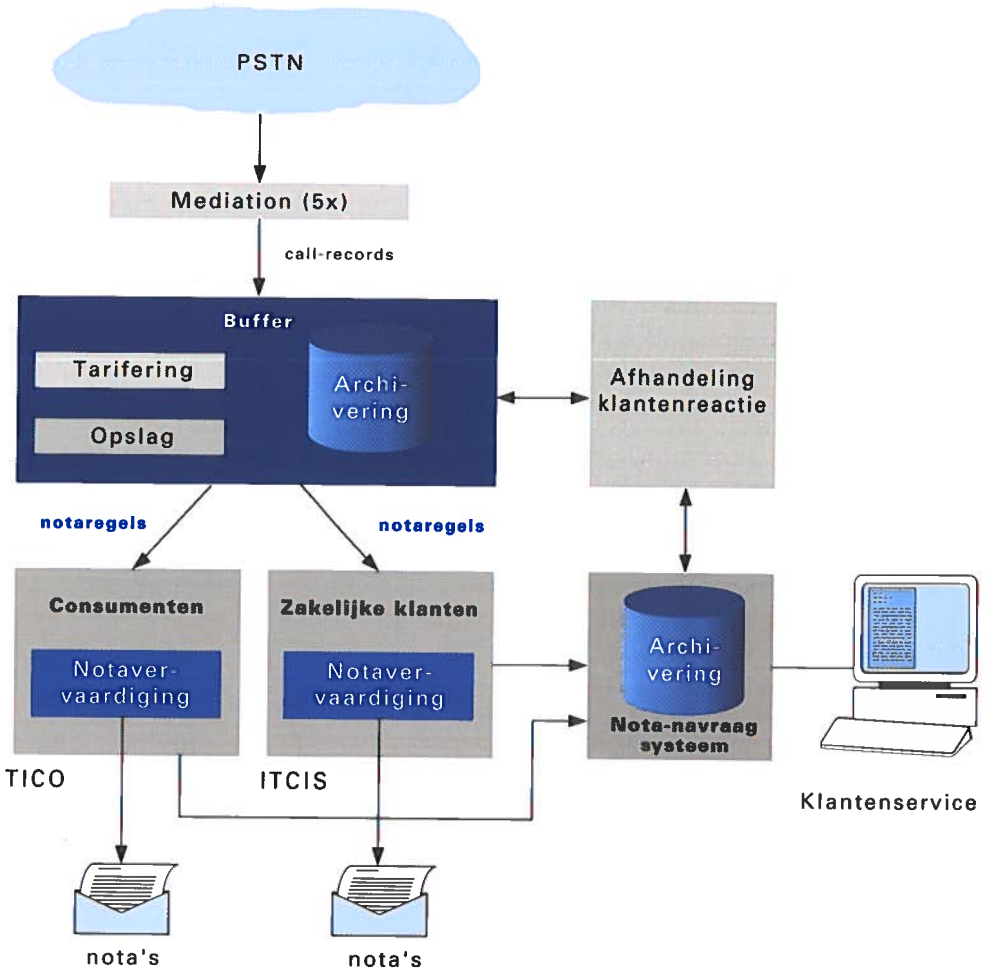 PSTN
Mediation (5x)
call-records
Buffer
Tarifering
Opslag
Archi-
vering
Afhandeling
klantenreactie
notaregels
notaregels
Consumenten
Notaver-
vaardiging
Zakelijke klanten
Notaver-
vaardiging
Archi-
vering
Nota-navraag
systeem
TICO
ITCIS
Klantenservice
nota's
nota's